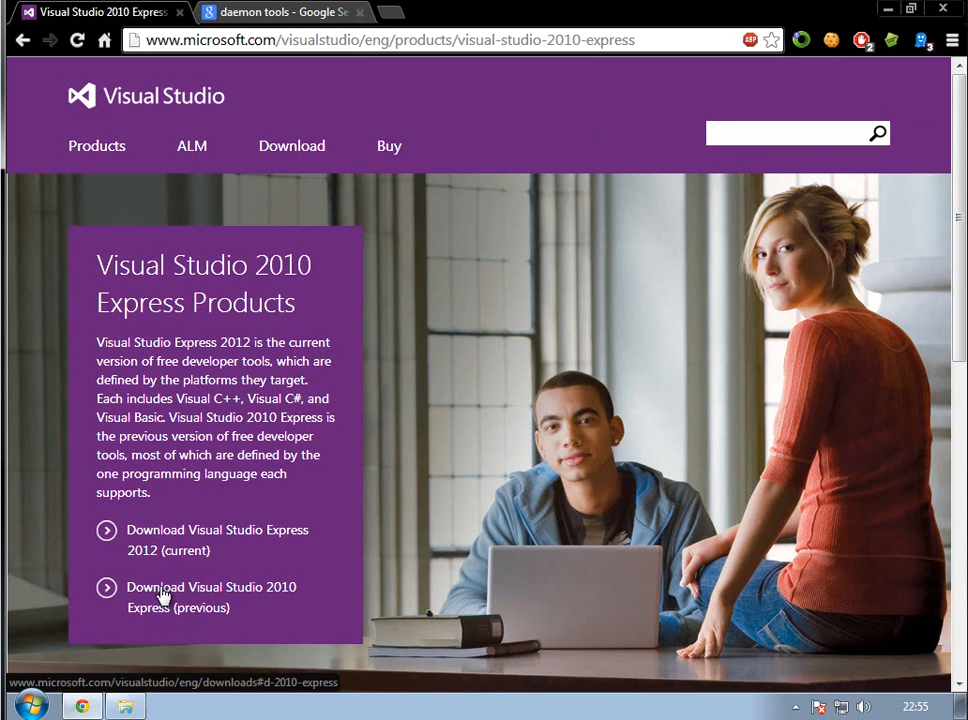 Visual Studio 2010 Express
daemon tools - Google Se
www.microsoft.com/visualstudio/eng/products/visual-studio-2010-express
ABP
2
3
Visual Studio
Products
ALM
Download
Buy
Visual Studio 2010
Express Products
Visual Studio Express 2012 is the current
version of free developer tools, which are
defined by the platforms they target.
Each includes Visual C++, Visual C#, and
Visual Basic. Visual Studio 2010 Express is
the previous version of free developer
tools, most of which are defined by the
one programming language each
supports.
Download Visual Studio Express
2012 (current)
Download Visual Studio 2010
Express (previous)
www.microsoft.com/visualstudio/eng/downloads#d-2010-express
22:55